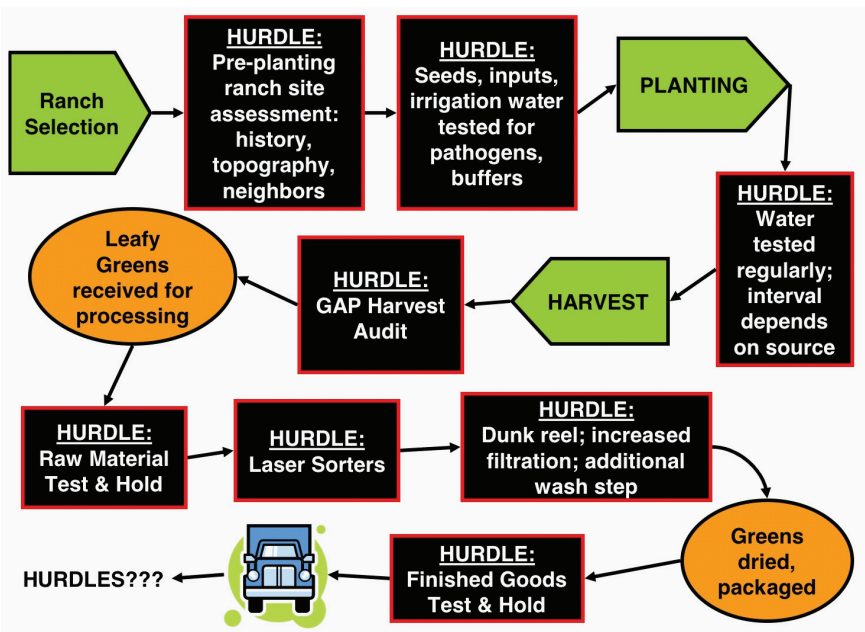 Ranch
Selection
HURDLE:
Pre-planting
ranch site
assessment:
history,
topography,
neighbors
HURDLE:
Seeds, inputs,
irrigation water
tested for
pathogens,
buffers
PLANTING
HURDLE:
Water
tested
regularly;
interval
depends
on source
HARVEST
HURDLE:
GAP Harvest
Audit
Leafy
Greens
received for
processing
HURDLE:
Raw Material
Test & Hold
HURDLE:
Laser Sorters
HURDLE:
Dunk reel; increased
filtration; additional
wash step
Greens
dried,
packaged
HURDLE:
Finished Goods
Test & Hold
HURDLES???